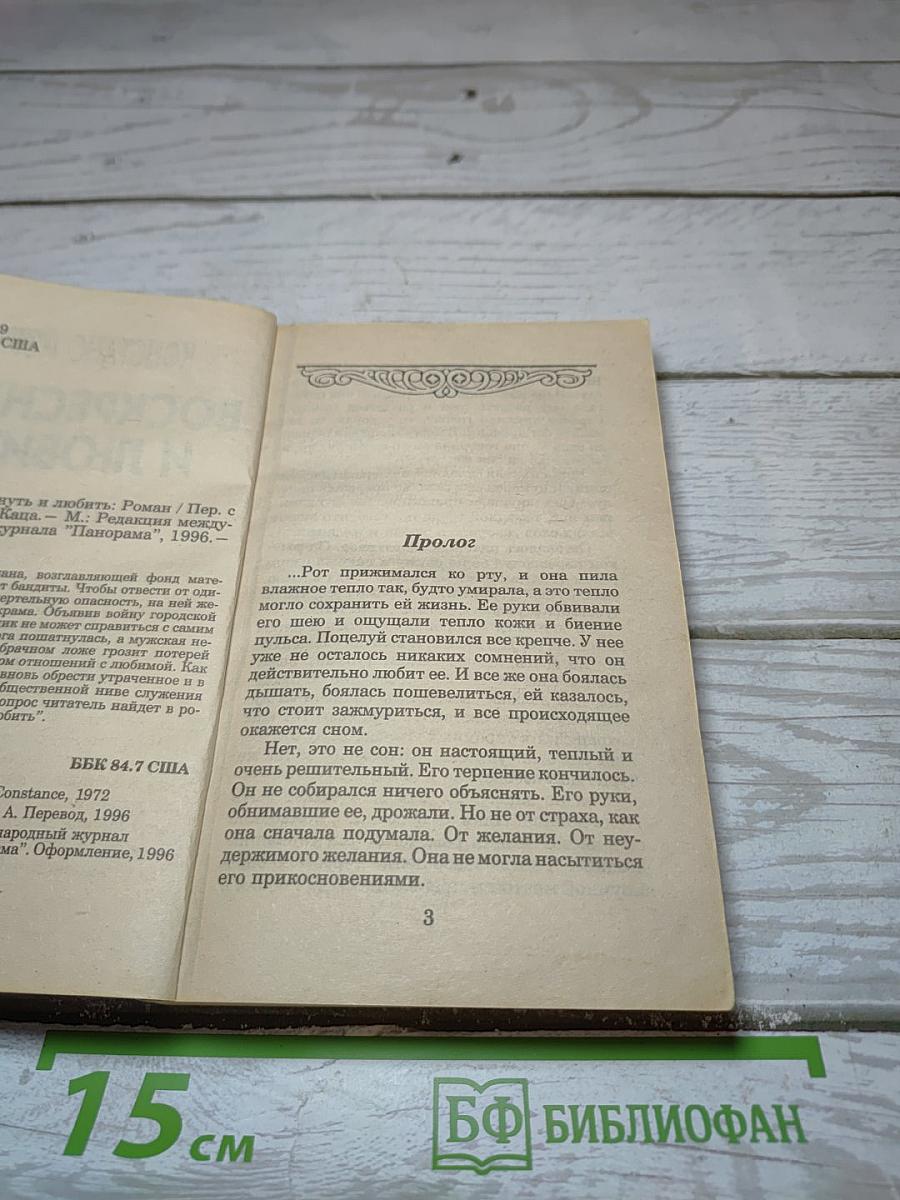 9
США
нуть и любить: Роман / Пер. с
Каца.— М.: Редакция между-
журнала "Панорама", 1996.—
ана, возглавляющей фонд мате-
т бандиты. Чтобы отвести от оди-
ертельную опасность, на ней же-
крама. Объявив войну городской
ик не может справиться с самим
га пошатнулась, а мужская не-
брачном ложе грозит потерей
ом отношений с любимой. Как
вновь обрести утраченное и в
бщественной ниве служения
опрос читатель найдет в ро-
юбить".
ББК 84.7 США
Constance, 1972
А. Перевод, 1996
народный журнал
ма". Оформление, 1996
Пролог
...Рот прижимался ко рту, и она пила
влажное тепло так, будто умирала, а это тепло
могло сохранить ей жизнь. Ее руки обвивали
его шею и ощущали тепло кожи и биение
пульса. Поцелуй становился все крепче. У нее
уже не осталось никаких сомнений, что он
действительно любит ее. И все же она боялась
дышать, боялась пошевелиться, ей казалось,
что стоит зажмуриться, и все происходящее
окажется сном.
Нет, это не сон: он настоящий, теплый и
очень решительный. Его терпение кончилось.
Он не собирался ничего объяснять. Его руки,
обнимавшие ее, дрожали. Но не от страха, как
она сначала подумала. От желания. От неу-
держимого желания. Она не могла насытиться
его прикосновениями.
3
15 см
БФ БИБЛИОФАН